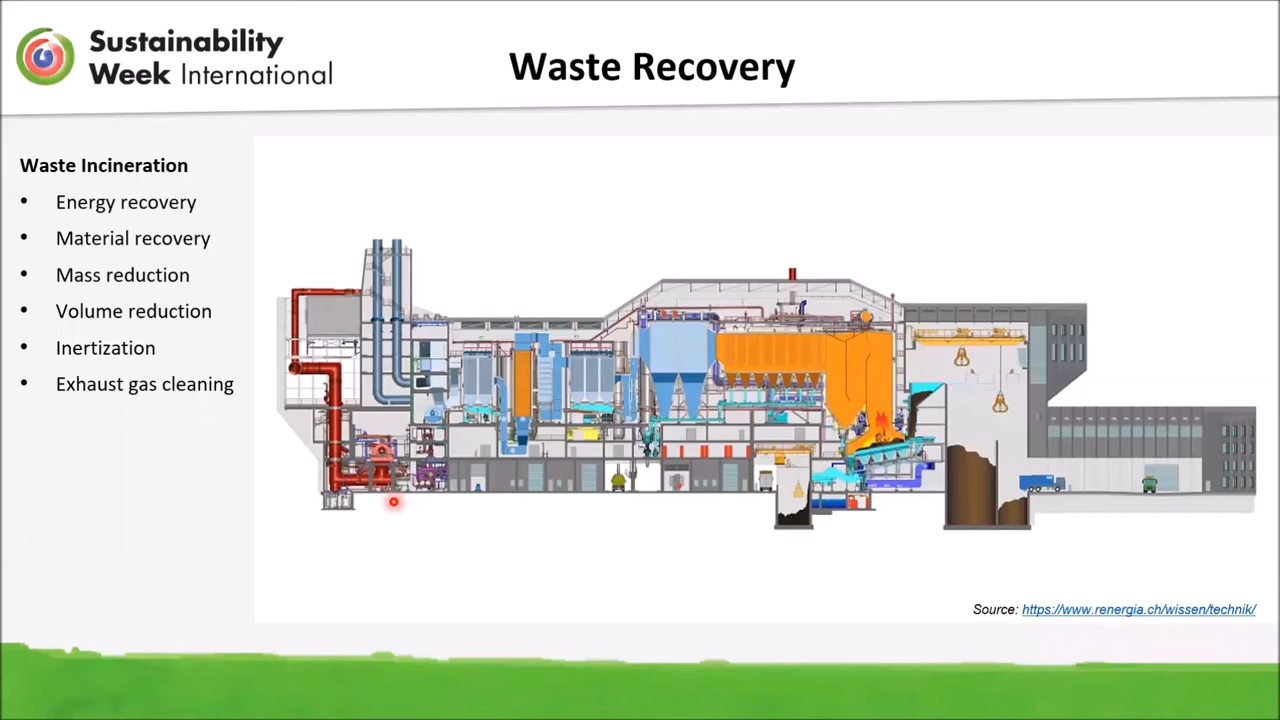 Sustainability
Week International
Waste Recovery
Waste Incineration
• Energy recovery
• Material recovery
• Mass reduction
• Volume reduction
• Inertization
• Exhaust gas cleaning
Source: https://www.renergia.ch/wissen/technik/